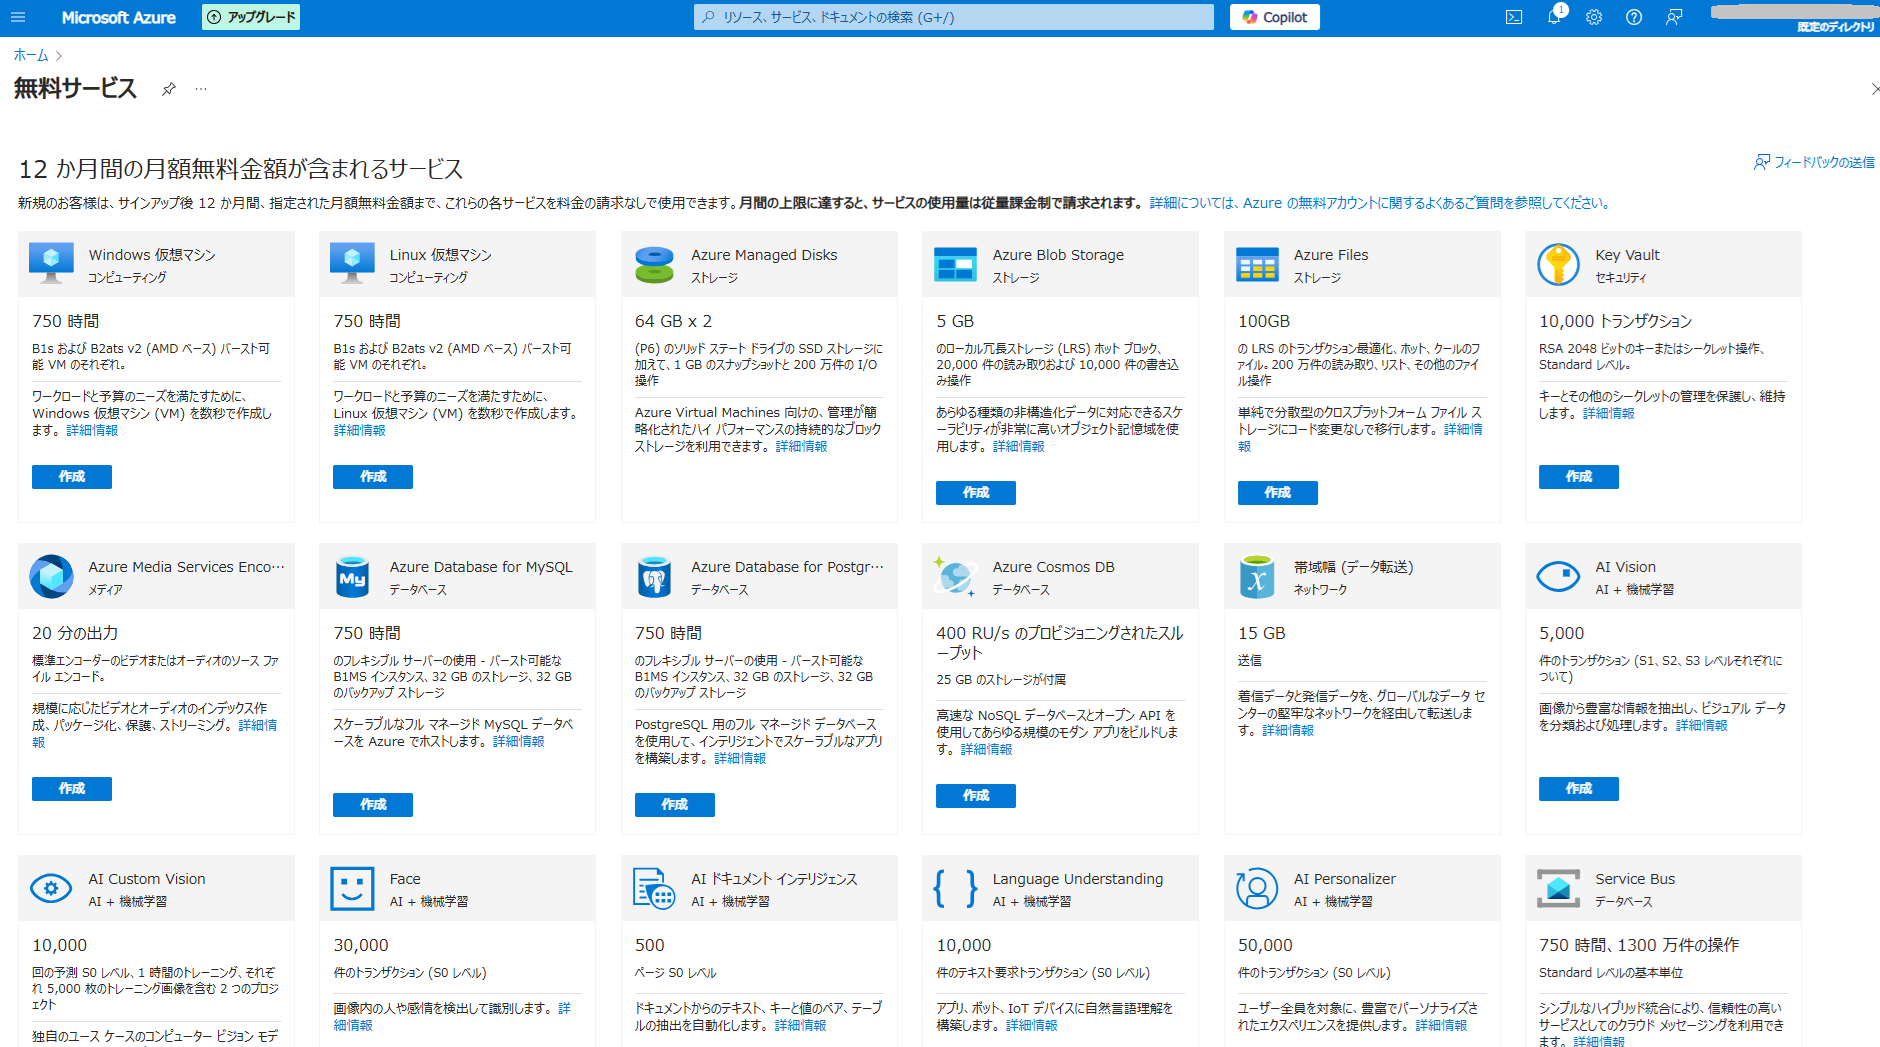 Microsoft Azure
アップグレード
リソース、サービス、ドキュメントの検索 (G+/)
Copilot
1
既定のディレクトリ
ホーム
無料サービス
12 か月間の月額無料金額が含まれるサービス
フィードバックの送信
新規のお客様は、サインアップ後 12 か月間、指定された月額無料金額まで、これらの各サービスを料金の請求なしで使用できます。月間の上限に達すると、サービスの使用量は従量課金制で請求されます。 詳細については、Azure の無料アカウントに関するよくあるご質問を参照してください。
Windows 仮想マシン
コンピューティング
750 時間
B1s および B2ats v2 (AMD ベース) バースト可
能 VM のそれぞれ。
ワークロードと予算のニーズを満たすために、
Windows 仮想マシン (VM) を数秒で作成し
ます。 詳細情報
作成
Linux 仮想マシン
コンピューティング
750 時間
B1s および B2ats v2 (AMD ベース) バースト可
能 VM のそれぞれ。
ワークロードと予算のニーズを満たすために、
Linux 仮想マシン (VM) を数秒で作成します。
詳細情報
作成
Azure Managed Disks
ストレージ
64 GB x 2
(P6) のソリッド ステート ドライブの SSD ストレージに
加えて、1 GB のスナップショットと 200 万件の I/O
操作
Azure Virtual Machines 向けの、管理が簡
略化されたハイ パフォーマンスの持続的なブロック
ストレージを利用できます。 詳細情報
Azure Blob Storage
ストレージ
5 GB
のローカル冗長ストレージ (LRS) ホット ブロック、
20,000 件の読み取りおよび 10,000 件の書き込
み操作
あらゆる種類の非構造化データに対応できるスケ
ーラビリティが非常に高いオブジェクト記憶域を使
用します。 詳細情報
作成
Azure Files
ストレージ
100GB
の LRS のトランザクション最適化、ホット、クールのフ
ァイル。200 万件の読み取り、リスト、その他のファイ
ル操作
単純で分散型のクロスプラットフォーム ファイル ス
トレージにコード変更なしで移行します。 詳細情
報
作成
Key Vault
セキュリティ
10,000 トランザクション
RSA 2048 ビットのキーまたはシークレット操作、
Standard レベル。
キーとその他のシークレットの管理を保護し、維持
します。 詳細情報
作成
Azure Media Services Enco…
メディア
20 分の出力
標準エンコーダーのビデオまたはオーディオのソース ファ
イル エンコード。
規模に応じたビデオとオーディオのインデックス作
成、パッケージ化、保護、ストリーミング。 詳細情
報
作成
Azure Database for MySQL
データベース
750 時間
のフレキシブル サーバーの使用 - バースト可能な
B1MS インスタンス、32 GB のストレージ、32 GB
のバックアップ ストレージ
スケーラブルなフル マネージド MySQL データベ
ースを Azure でホストします。 詳細情報
作成
Azure Database for Postgr…
データベース
750 時間
のフレキシブル サーバーの使用 - バースト可能な
B1MS インスタンス、32 GB のストレージ、32 GB
のバックアップ ストレージ
PostgreSQL 用のフル マネージド データベース
を使用して、インテリジェントでスケーラブルなアプリ
を構築します。 詳細情報
作成
Azure Cosmos DB
データベース
400 RU/s のプロビジョニングされたスル
ープット
25 GB のストレージが付属
高速な NoSQL データベースとオープン API を
使用してあらゆる規模のモダン アプリをビルドしま
す。 詳細情報
作成
帯域幅 (データ転送)
ネットワーク
15 GB
送信
着信データと発信データを、グローバルなデータ セ
ンターの堅牢なネットワークを経由して転送しま
す。 詳細情報
AI Vision
AI + 機械学習
5,000
件のトランザクション (S1、S2、S3 レベルそれぞれに
ついて)
画像から豊富な情報を抽出し、ビジュアル データ
を分類および処理します。 詳細情報
作成
AI Custom Vision
AI + 機械学習
10,000
回の予測 S0 レベル、1 時間のトレーニング、それぞ
れ 5,000 枚のトレーニング画像を含む 2 つのプロジ
ェクト
独自のユース ケースのコンピューター ビジョン モデ
Face
AI + 機械学習
30,000
件のトランザクション (S0 レベル)
画像内の人や感情を検出して識別します。 詳
細情報
AI ドキュメント インテリジェンス
AI + 機械学習
500
ページ S0 レベル
ドキュメントからのテキスト、キーと値のペア、テーブ
ルの抽出を自動化します。 詳細情報
Language Understanding
AI + 機械学習
10,000
件のテキスト要求トランザクション (S0 レベル)
アプリ、ボット、IoT デバイスに自然言語理解を
構築します。 詳細情報
AI Personalizer
AI + 機械学習
50,000
件のトランザクション (S0 レベル)
ユーザー全員を対象に、豊富でパーソナライズさ
れたエクスペリエンスを提供します。 詳細情報
Service Bus
データベース
750 時間、1300 万件の操作
Standard レベルの基本単位
シンプルなハイブリッド統合により、信頼性の高い
サービスとしてのクラウド メッセージングを利用でき
ます。 詳細情報